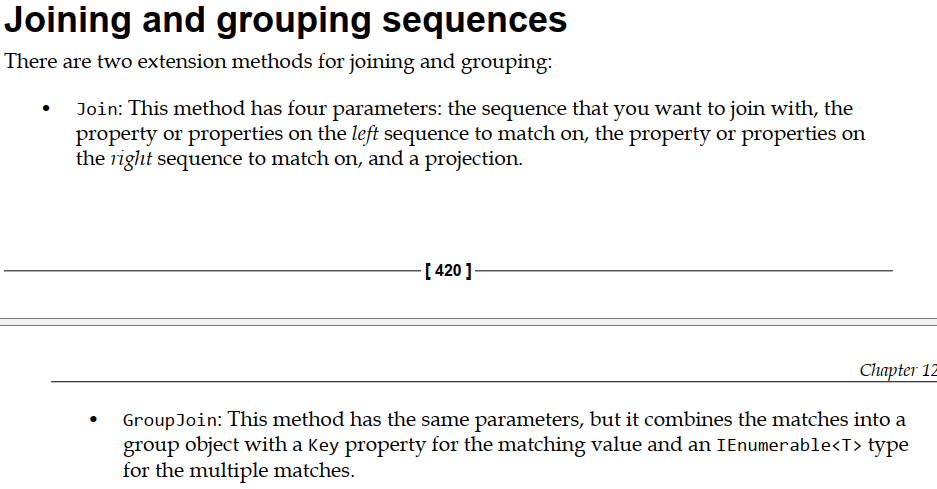 Joining and grouping sequences
There are two extension methods for joining and grouping:
• Join: This method has four parameters: the sequence that you want to join with, the
property or properties on the left sequence to match on, the property or properties on
the right sequence to match on, and a projection.
[ 420 ]
Chapter 12
• GroupJoin: This method has the same parameters, but it combines the matches into a
group object with a Key property for the matching value and an IEnumerable<T> type
for the multiple matches.